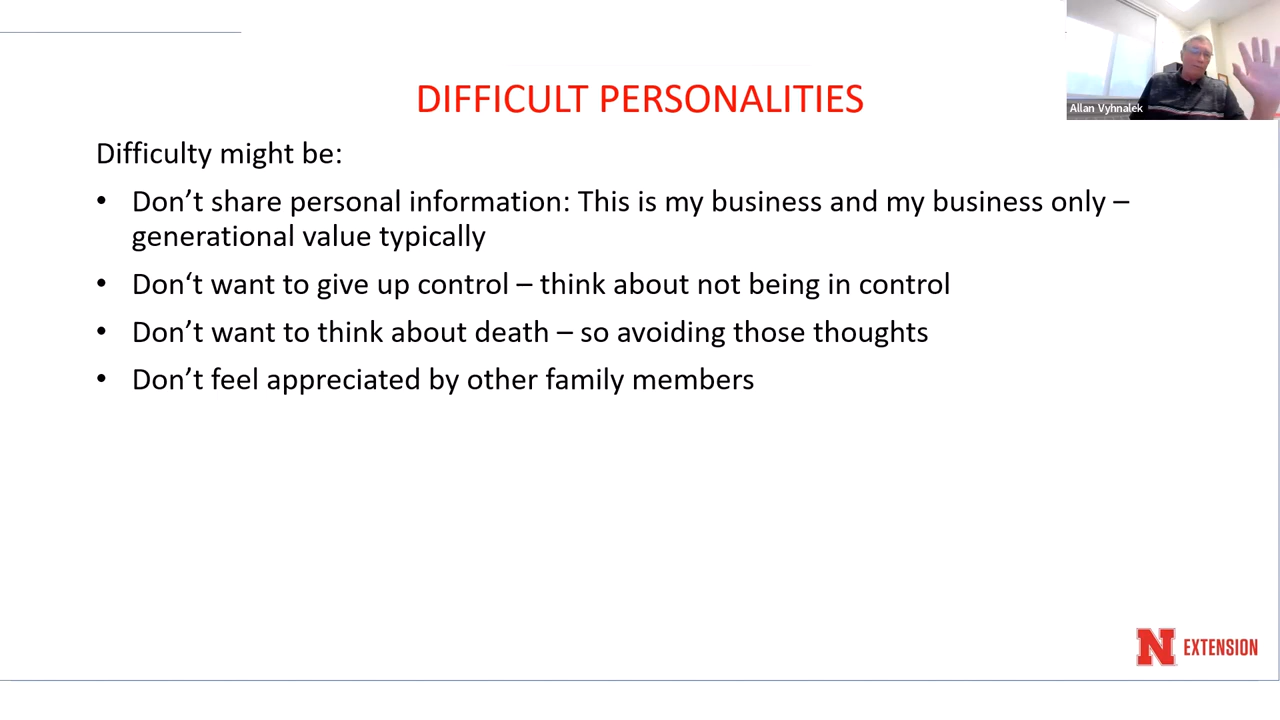 Allan Vyhnalek
DIFFICULT PERSONALITIES
Difficulty might be:
• Don’t share personal information: This is my business and my business only –
generational value typically
• Don‘t want to give up control – think about not being in control
• Don’t want to think about death – so avoiding those thoughts
• Don’t feel appreciated by other family members
N EXTENSION